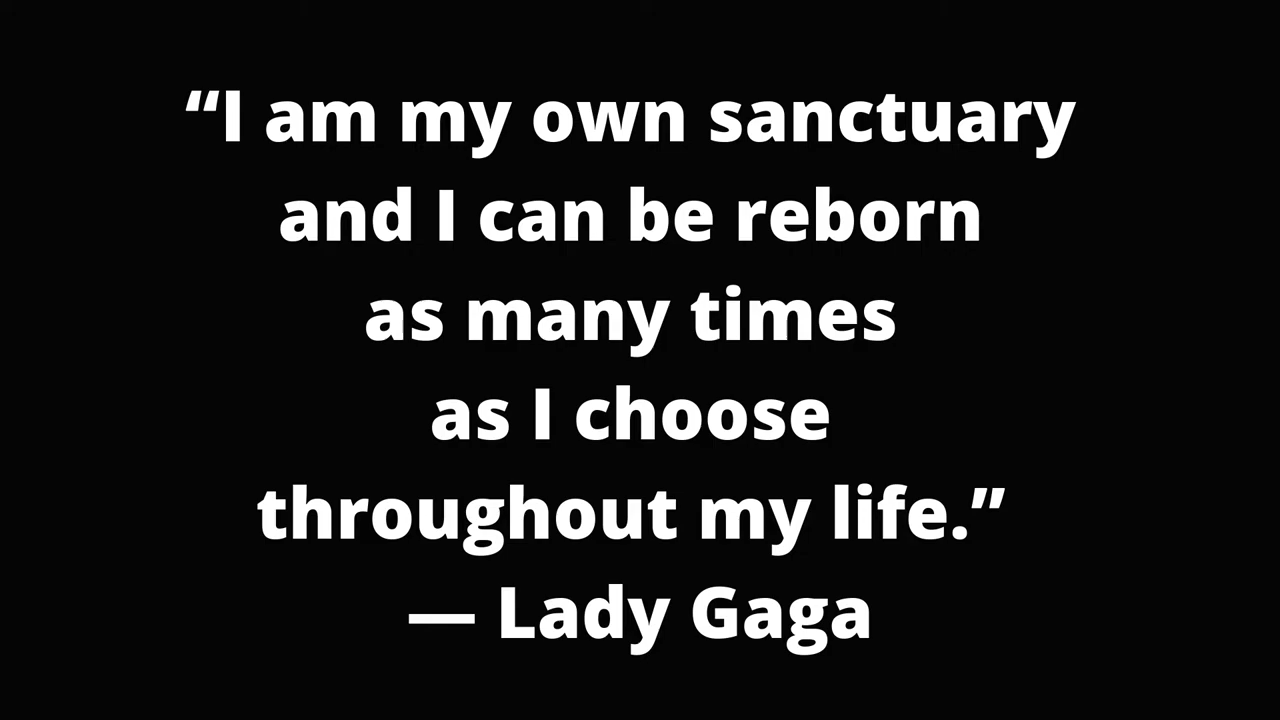 “I am my own sanctuary
and I can be reborn
as many times
as I choose
throughout my life.”
— Lady Gaga